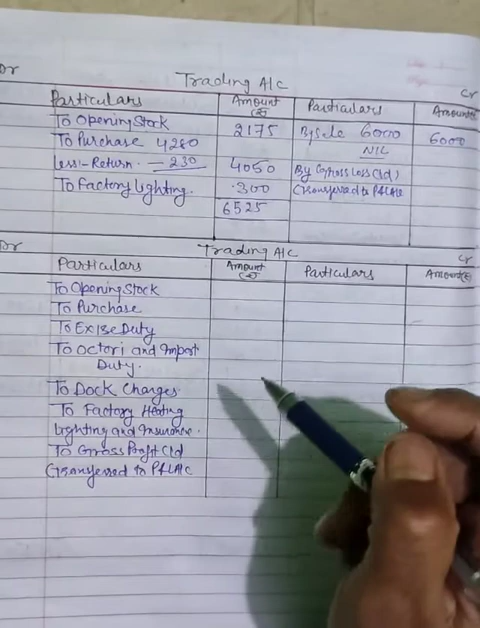 Dr Trading A/c Cr
Particulars Amount (₹) Particulars Amount(₹)
To Opening Stock 2175 By Sale 6000 6000
To Purchase 4280 NIL
Less:- Return - 230 4050 By Gross Loss C/d)
To Factory Lighting. 300 (Transferred to P&L A/c
6525
Dr Trading A/c Cr
Particulars Amount (₹) Particulars Amount(₹)
To Opening Stock
To Purchase
To Exise Duty
To Octori and Import
Duty.
To Dock Charges
To Factory Heating
Lighting and Insurance.
To Gross Profit C/d
(Transferred to P&L A/c